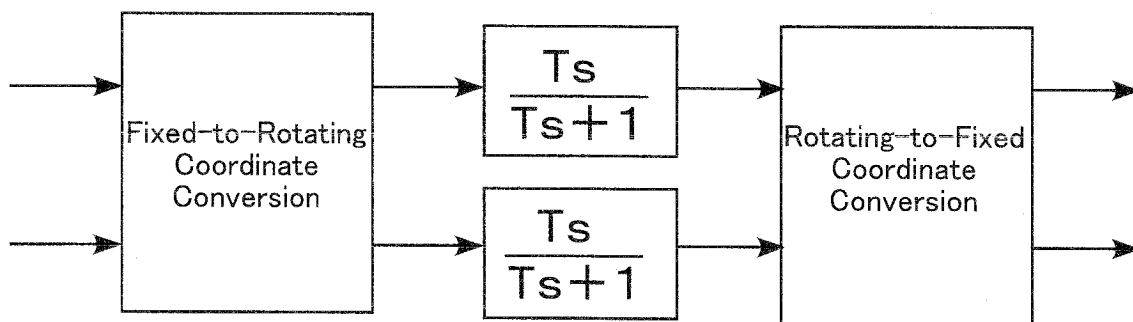 Fixed-to-Rotating
Coordinate
Conversion
Ts
Ts+1
Ts
Ts+1
Rotating-to-Fixed
Coordinate
Conversion